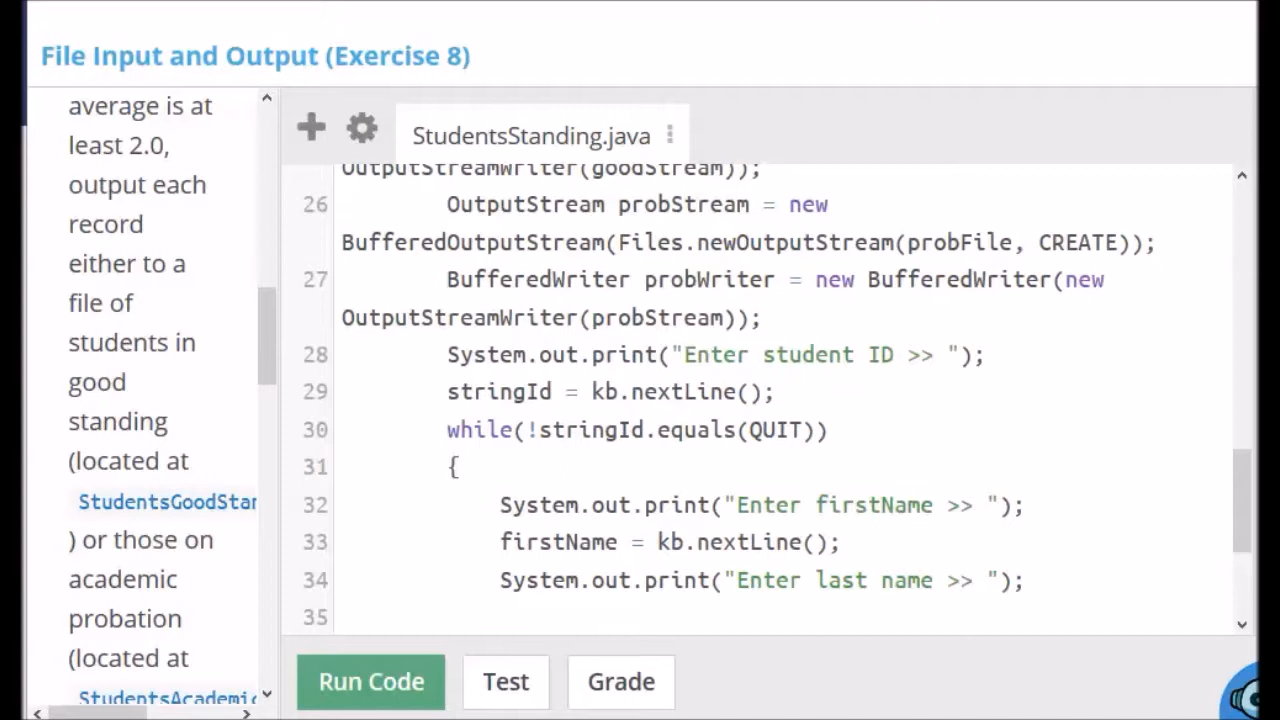 File Input and Output (Exercise 8)
average is at
least 2.0,
output each
record
either to a
file of
students in
good
standing
(located at
StudentsGoodStan
) or those on
academic
probation
(located at
StudentsAcademic
StudentsStanding.java
OutputStreamWriter(goodStream));
26 OutputStream probStream = new
BufferedOutputStream(Files.newOutputStream(probFile, CREATE));
27 BufferedWriter probWriter = new BufferedWriter(new
OutputStreamWriter(probStream));
28 System.out.print("Enter student ID >> ");
29 stringId = kb.nextLine();
30 while(!stringId.equals(QUIT))
31 {
32 System.out.print("Enter firstName >> ");
33 firstName = kb.nextLine();
34 System.out.print("Enter last name >> ");
35
Run Code
Test
Grade